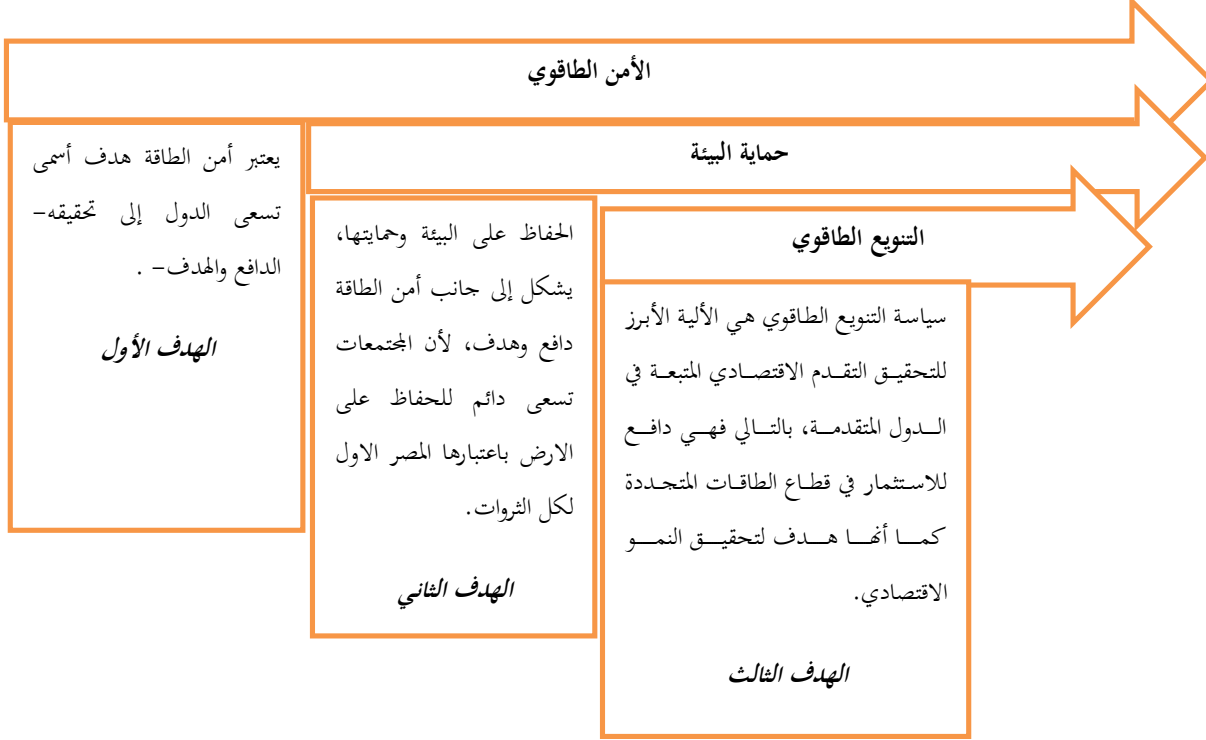 الأمن الطاقوي
يعتبر أمن الطاقة هدف أسمى
تسعى الدول إلى تحقيقه–
الدافع والهدف– .
الهدف الأول
حماية البيئة
الحفاظ على البيئة وحمايتها،
يشكل إلى جانب أمن الطاقة
دافع وهدف، لأن المجتمعات
تسعى دائم للحفاظ على
الارض باعتبارها المصر الاول
لكل الثروات.
الهدف الثاني
التنويع الطاقوي
سياسة التنويع الطاقوي هي الألية الأبرز
للتحقيق التقدم الاقتصادي المتبعة في
الدول المتقدمة، بالتالي فهي دافع
للاستثمار في قطاع الطاقات المتجددة
كما أنها هدف لتحقيق النمو
الاقتصادي.
الهدف الثالث